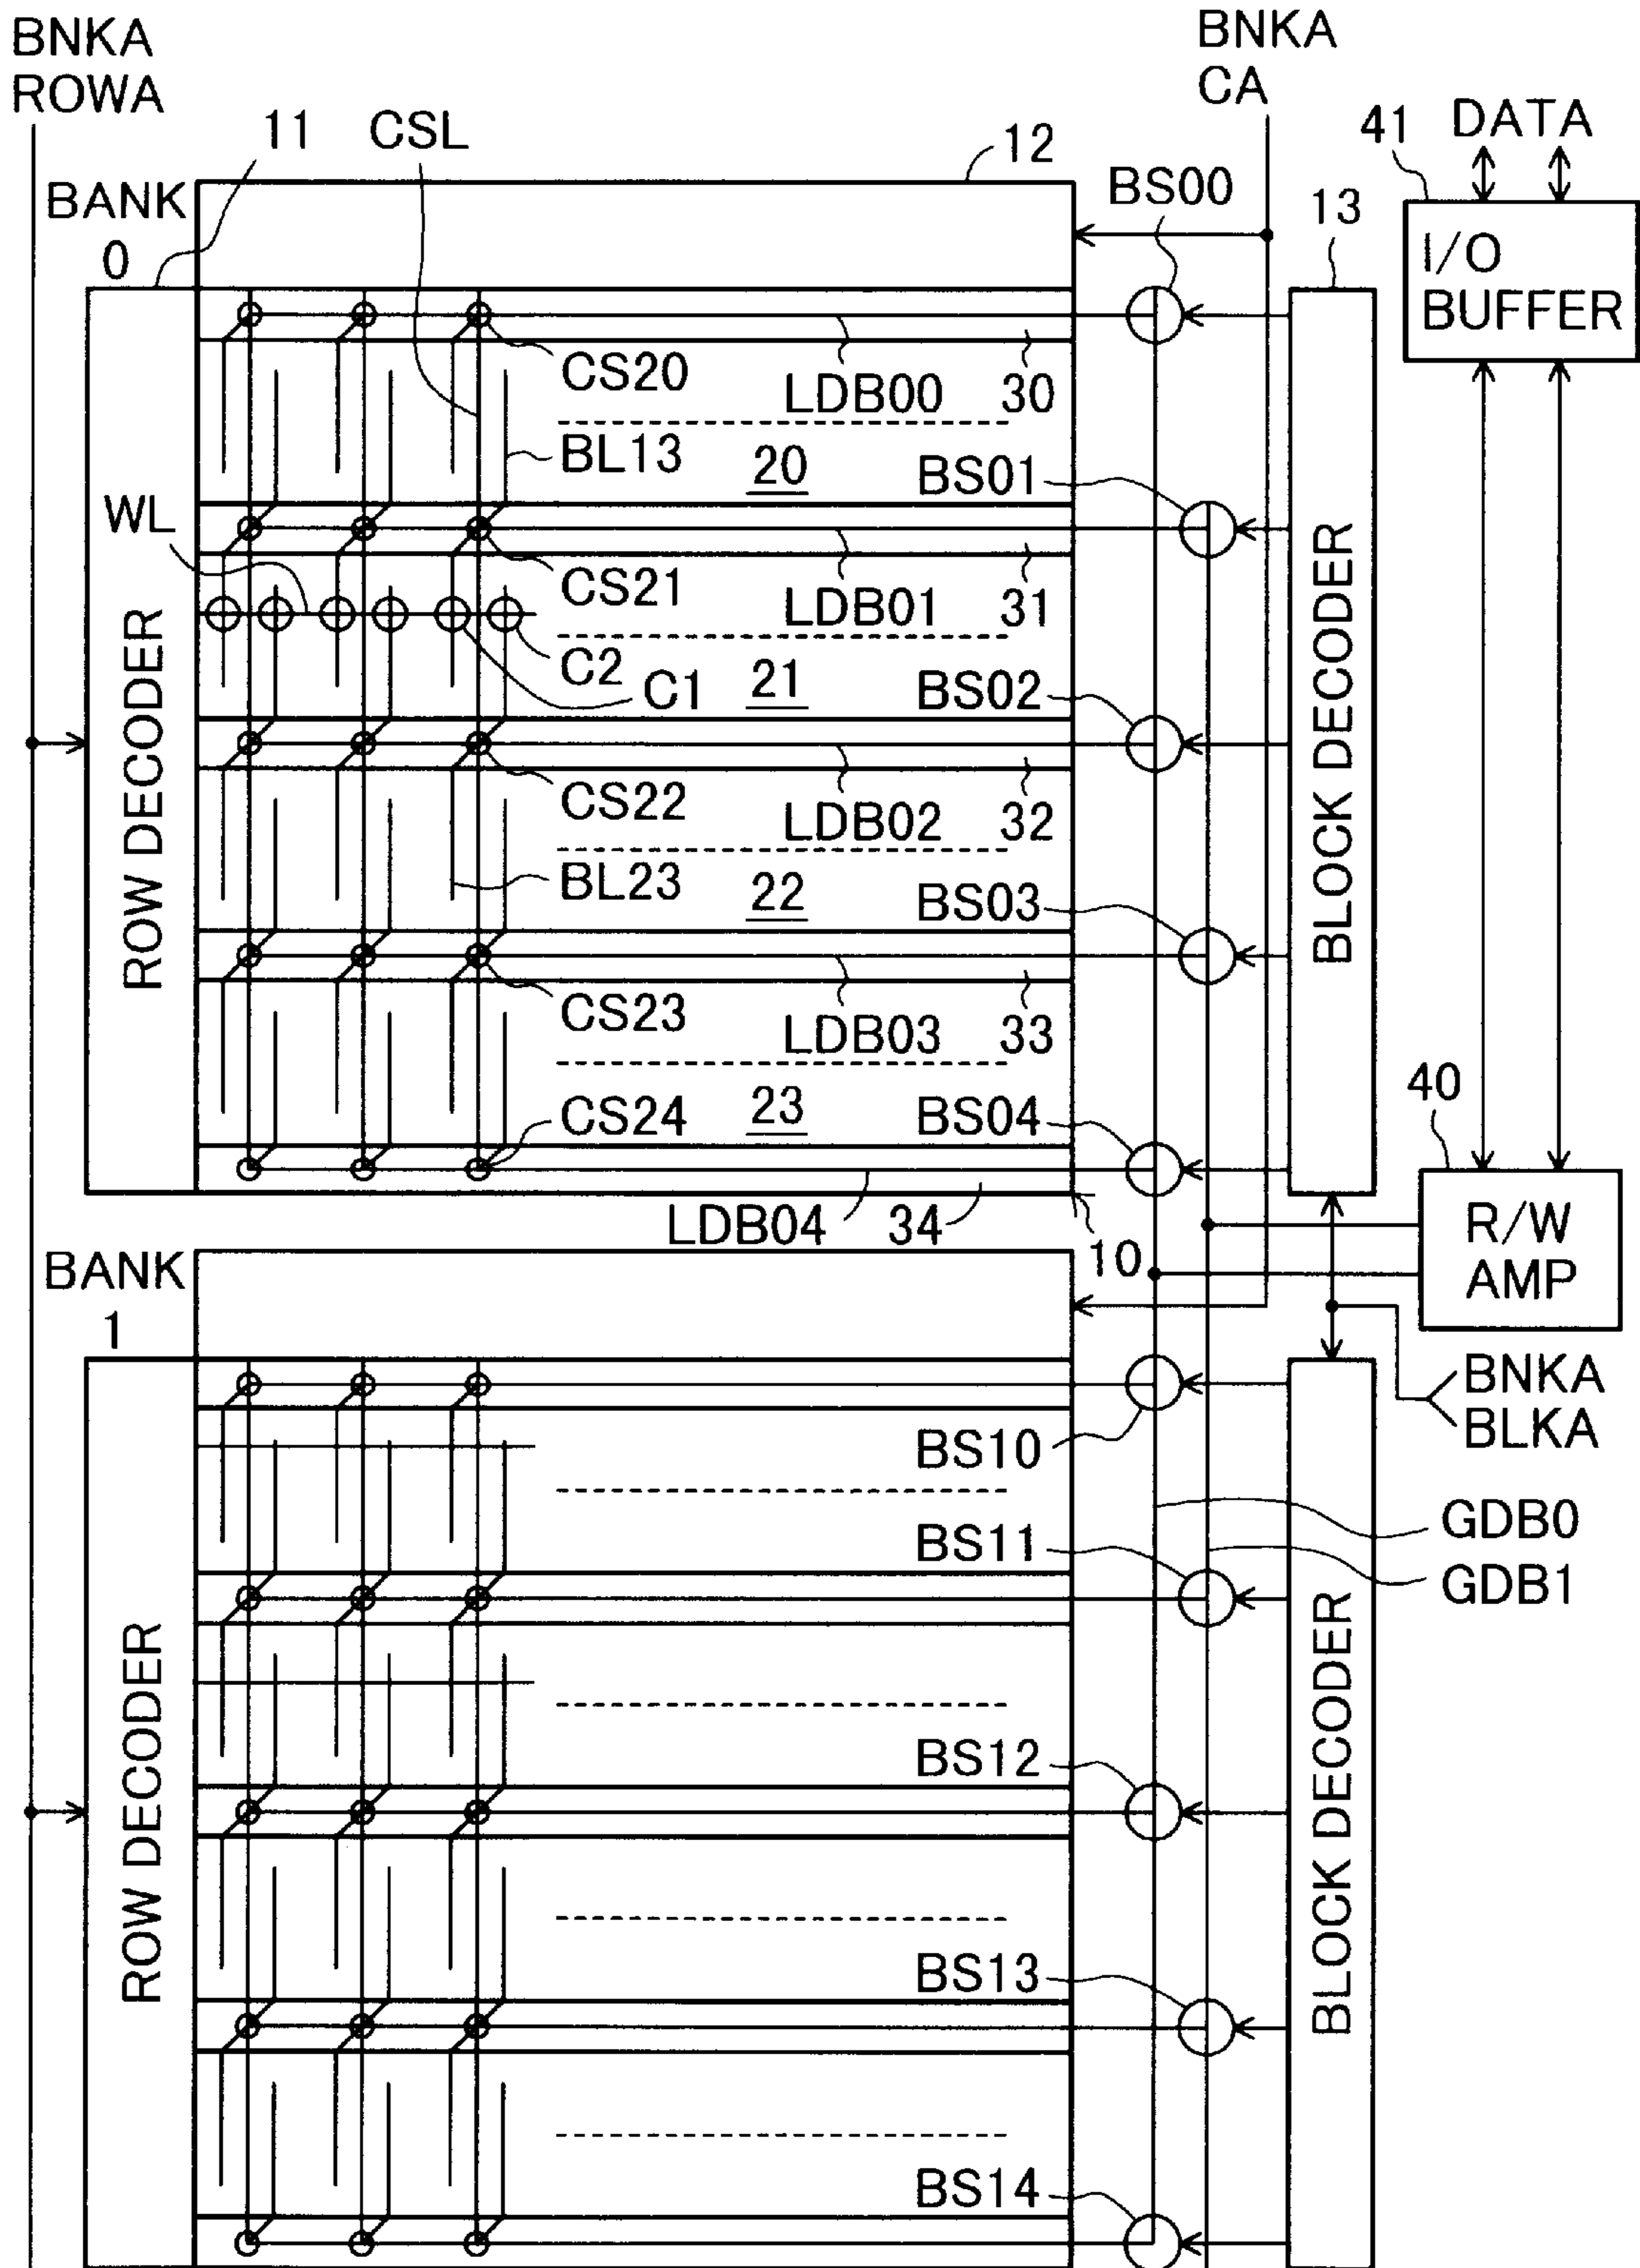 BNKA
ROWA
BNKA
CA
11
CSL
12
41
DATA
BANK
0
BS00
13
I/O
BUFFER
CS20
LDB00
30
BL13
20
BS01
WL
CS21
LDB01
31
C2
C1
21
BS02
ROW DECODER
BLOCK DECODER
CS22
LDB02
32
BL23
22
BS03
CS23
LDB03
33
40
CS24
23
BS04
LDB04
34
10
R/W
AMP
BANK
1
BNKA
BLKA
BS10
GDB0
BS11
GDB1
ROW DECODER
BLOCK DECODER
BS12
BS13
BS14